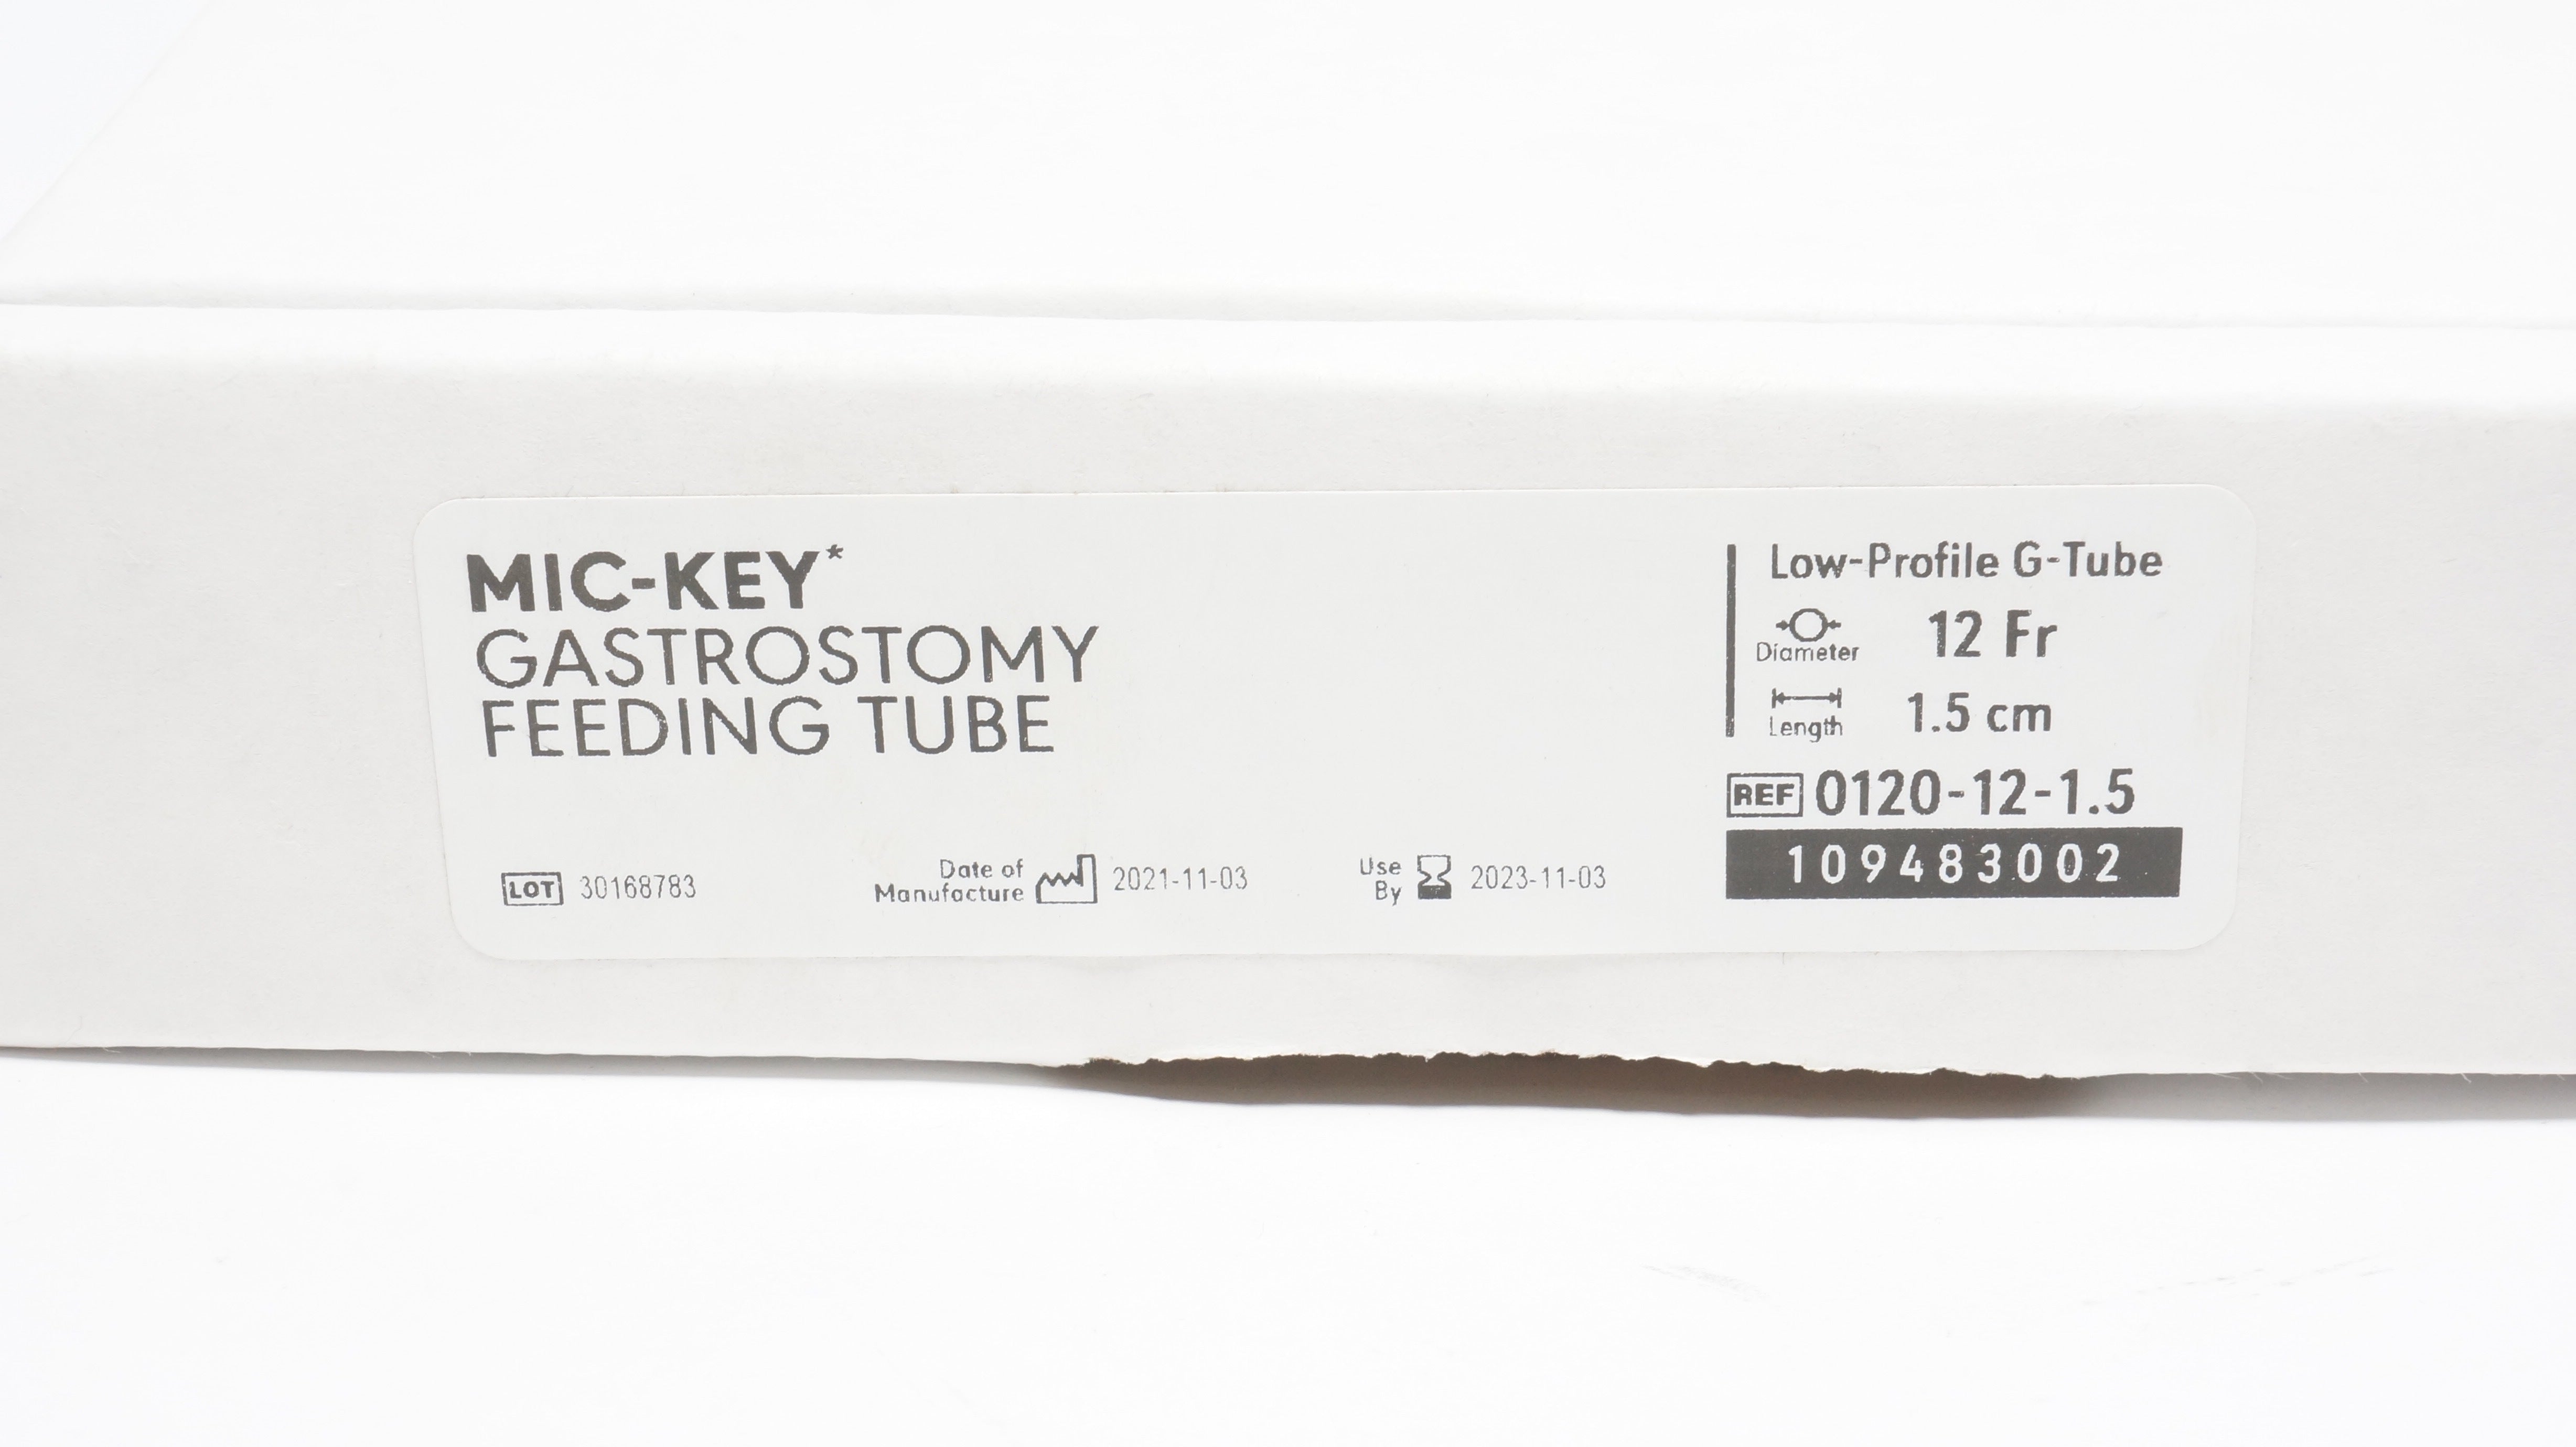 MIC-KEY*
GASTROSTOMY
FEEDING TUBE
LOT 30168783
Date of
Manufacture 2021-11-03
Use
By 2023-11-03
Low-Profile G-Tube
Diameter 12 Fr
Length 1.5 cm
REF 0120-12-1.5
109483002